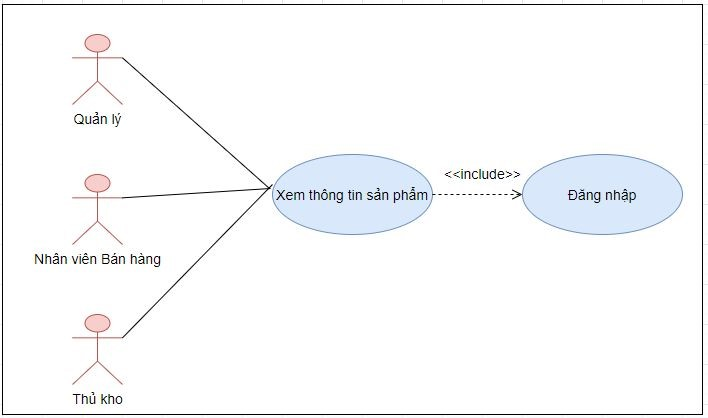 Quản lý
Nhân viên Bán hàng
Thủ kho
Xem thông tin sản phẩm
<<include>>
Đăng nhập